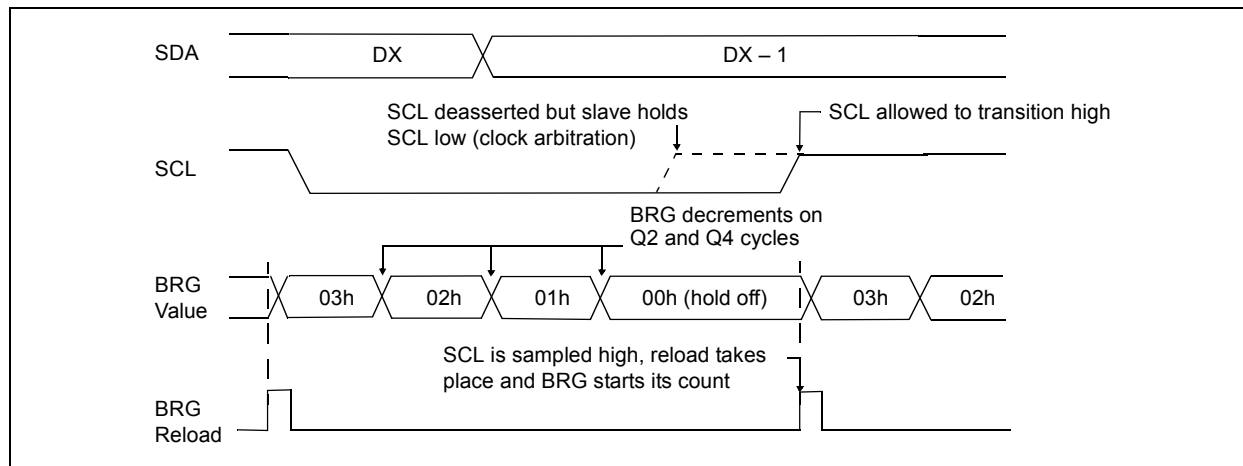 SDA
DX
DX – 1
SCL deasserted but slave holds
SCL low (clock arbitration)
SCL allowed to transition high
SCL
BRG decrements on
Q2 and Q4 cycles
BRG
Value
03h
02h
01h
00h (hold off)
03h
02h
SCL is sampled high, reload takes
place and BRG starts its count
BRG
Reload